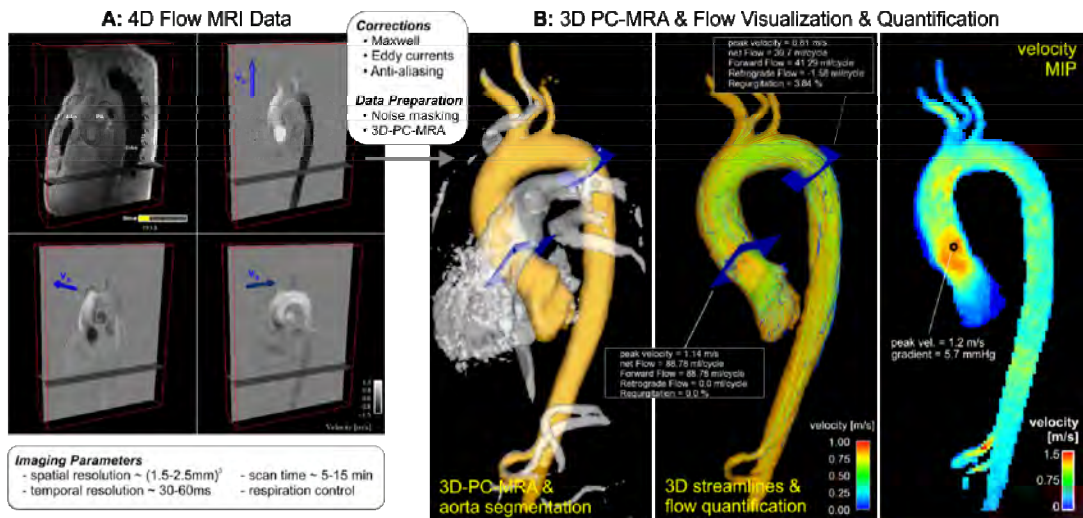 A: 4D Flow MRI Data
Corrections
• Maxwell
• Eddy currents
• Anti-aliasing
Data Preparation
• Noise masking
• 3D-PC-MRA
Velocity [m/s]
Imaging Parameters
- spatial resolution ~ (1.5-2.5mm)³
- temporal resolution ~ 30-60ms
- scan time ~ 5-15 min
- respiration control
B: 3D PC-MRA & Flow Visualization & Quantification
3D-PC-MRA &
aorta segmentation
peak velocity = 0.81 m/s
net Flow = 39.7 ml/cycle
Forward Flow = 41.29 ml/cycle
Retrograde Flow = -1.58 ml/cycle
Regurgitation = 3.84 %
peak velocity = 1.14 m/s
net Flow = 88.78 ml/cycle
Forward Flow = 88.78 ml/cycle
Retrograde Flow = 0.0 ml/cycle
Regurgitation = 0.0 %
3D streamlines &
flow quantification
velocity [m/s]
1.00
0.75
0.50
0.25
0.00
velocity
MIP
peak vel. = 1.2 m/s
gradient = 5.7 mmHg
velocity
[m/s]
1.5
0.75
0